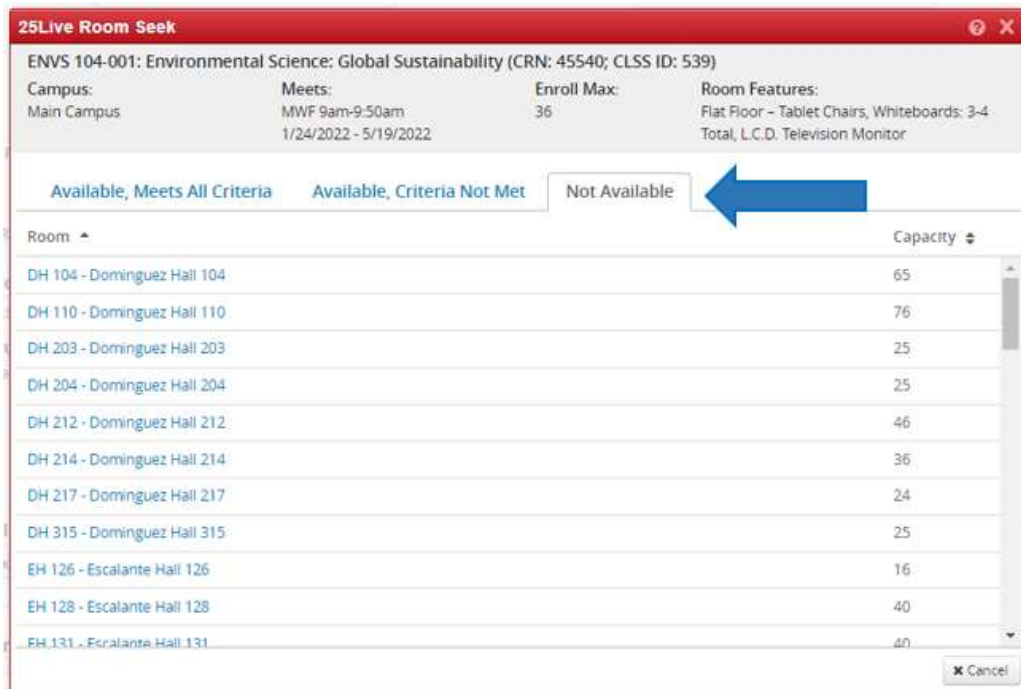 25Live Room Seek
ENVS 104-001: Environmental Science: Global Sustainability (CRN: 45540; CLSS ID: 539)
Campus: Meets: Enroll Max: Room Features:
Main Campus MWF 9am-9:50am 36 Flat Floor – Tablet Chairs, Whiteboards: 3-4
1/24/2022 - 5/19/2022 Total, L.C.D. Television Monitor
Available, Meets All Criteria Available, Criteria Not Met Not Available
Room Capacity
DH 104 - Dominguez Hall 104 65
DH 110 - Dominguez Hall 110 76
DH 203 - Dominguez Hall 203 25
DH 204 - Dominguez Hall 204 25
DH 212 - Dominguez Hall 212 46
DH 214 - Dominguez Hall 214 36
DH 217 - Dominguez Hall 217 24
DH 315 - Dominguez Hall 315 25
EH 126 - Escalante Hall 126 16
EH 128 - Escalante Hall 128 40
EH 131 - Escalante Hall 131 40
Cancel